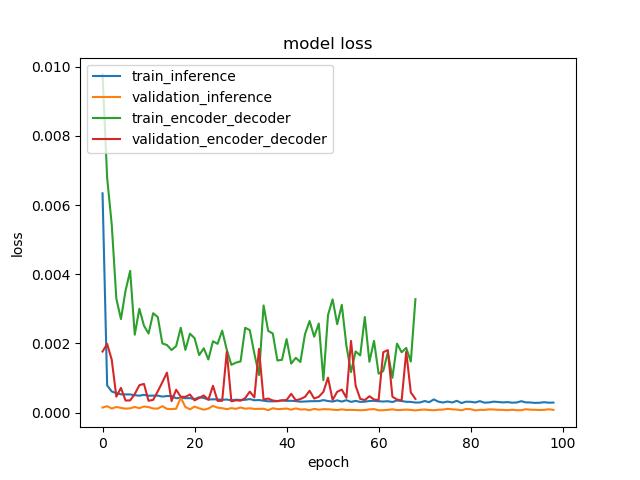 model loss
0.010
0.008
0.006
0.004
0.002
0.000
loss
train_inference
validation_inference
train_encoder_decoder
validation_encoder_decoder
0 20 40 60 80 100
epoch